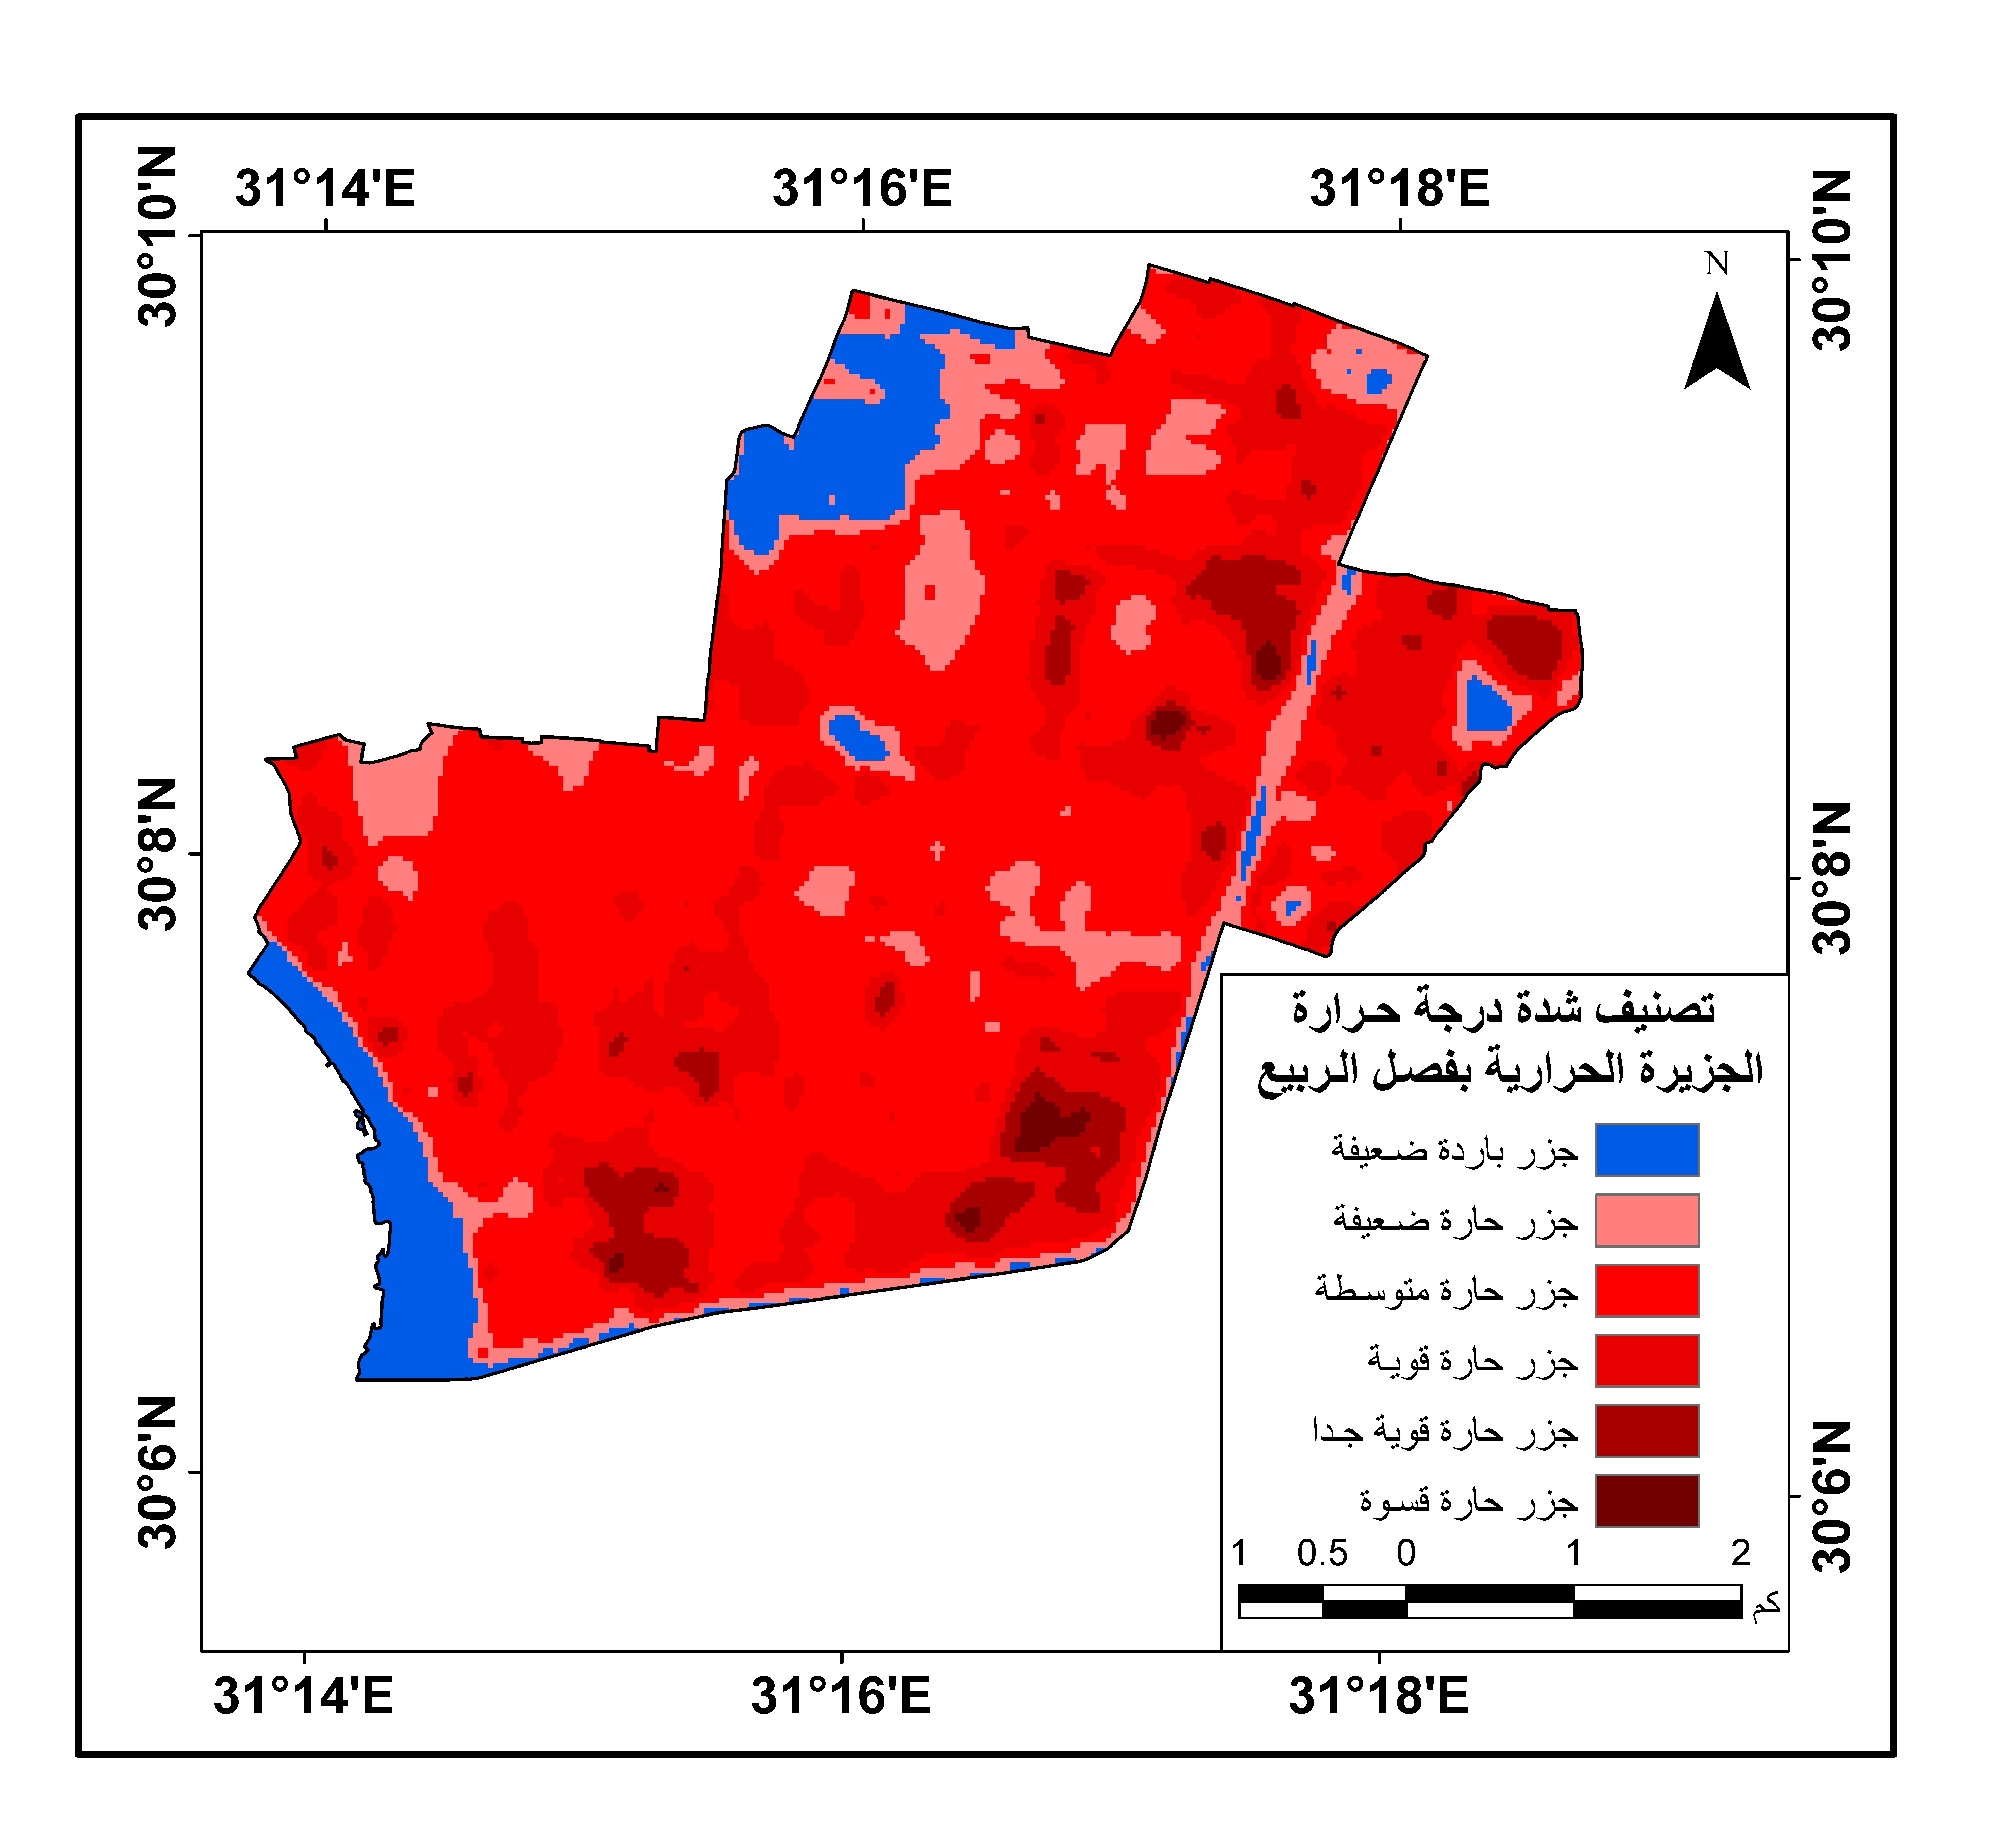 31°14'E 31°16'E 31°18'E
30°10'N 30°10'N
N
30°8'N 30°8'N
تصنيف شدة درجة حرارة
الجزيرة الحرارية بفصل الربيع
جزر باردة ضعيفة
جزر حارة ضعيفة
جزر حارة متوسطة
جزر حارة قوية
جزر حارة قوية جدا
جزر حارة قسوة
30°6'N 30°6'N
1 0.5 0 1 2
كم
31°14'E 31°16'E 31°18'E